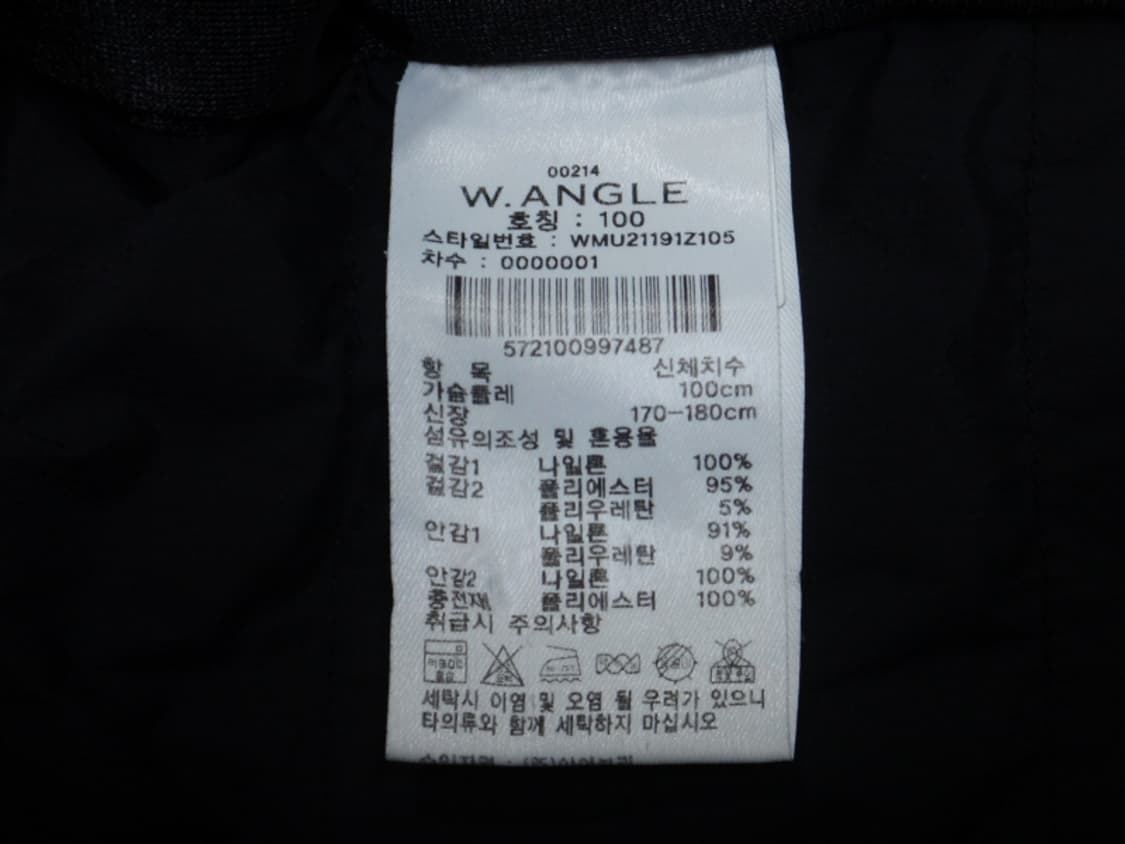 00214
W.ANGLE
호칭 : 100
스타일번호 : WMU21191Z105
차수 : 0000001
572100997487
항 목 신체치수
가슴둘레 100cm
신장 170-180cm
섬유의조성 및 혼용율
겉감1 나일론 100%
겉감2 폴리에스터 95%
폴리우레탄 5%
안감1 나일론 91%
폴리우레탄 9%
안감2 나일론 100%
충전재 폴리에스터 100%
취급시 주의사항
세탁시 이염 및 오염 될 우려가 있으니
타의류와 함께 세탁하지 마십시오